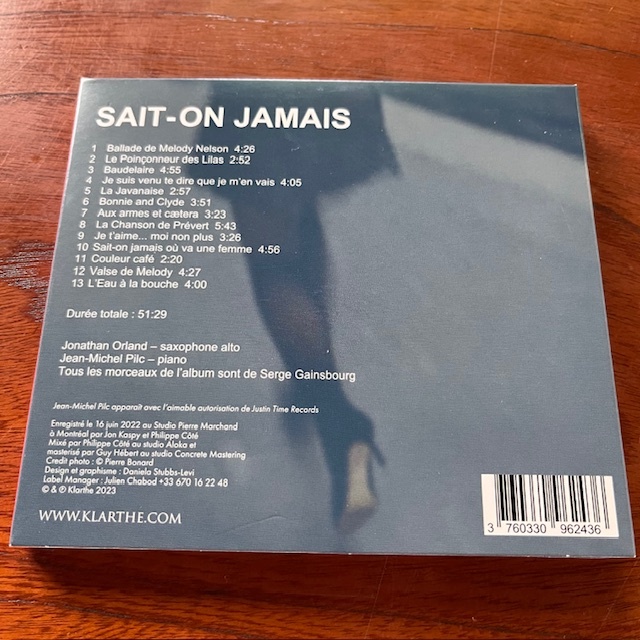 SAIT-ON JAMAIS
1 Ballade de Melody Nelson 4:26
2 Le Poinçonneur des Lilas 2:52
3 Baudelaire 4:55
4 Je suis venu te dire que je m'en vais 4:05
5 La Javanaise 2:57
6 Bonnie and Clyde 3:51
7 Aux armes et cætera 3:23
8 La Chanson de Prévert 5:43
9 Je t'aime... moi non plus 3:26
10 Sait-on jamais où va une femme 4:56
11 Couleur café 2:20
12 Valse de Melody 4:27
13 L'Eau à la bouche 4:00
Durée totale : 51:29
Jonathan Orland – saxophone alto
Jean-Michel Pilc – piano
Tous les morceaux de l'album sont de Serge Gainsbourg
Jean-Michel Pilc apparaît avec l'aimable autorisation de Justin Time Records
Enregistré le 16 juin 2022 au Studio Pierre Marchand
à Montréal par Jon Kaspy et Philippe Côté
Mixé par Philippe Côté au studio Aloka et
masterisé par Guy Hébert au studio Concrete Mastering
Credit photo : © Pierre Bonard
Design et graphisme : Daniela Stubbs-Levi
Label Manager : Julien Chabod +33 670 16 22 48
© & ℗ Klarthe 2023
WWW.KLARTHE.COM
3 760330 962436